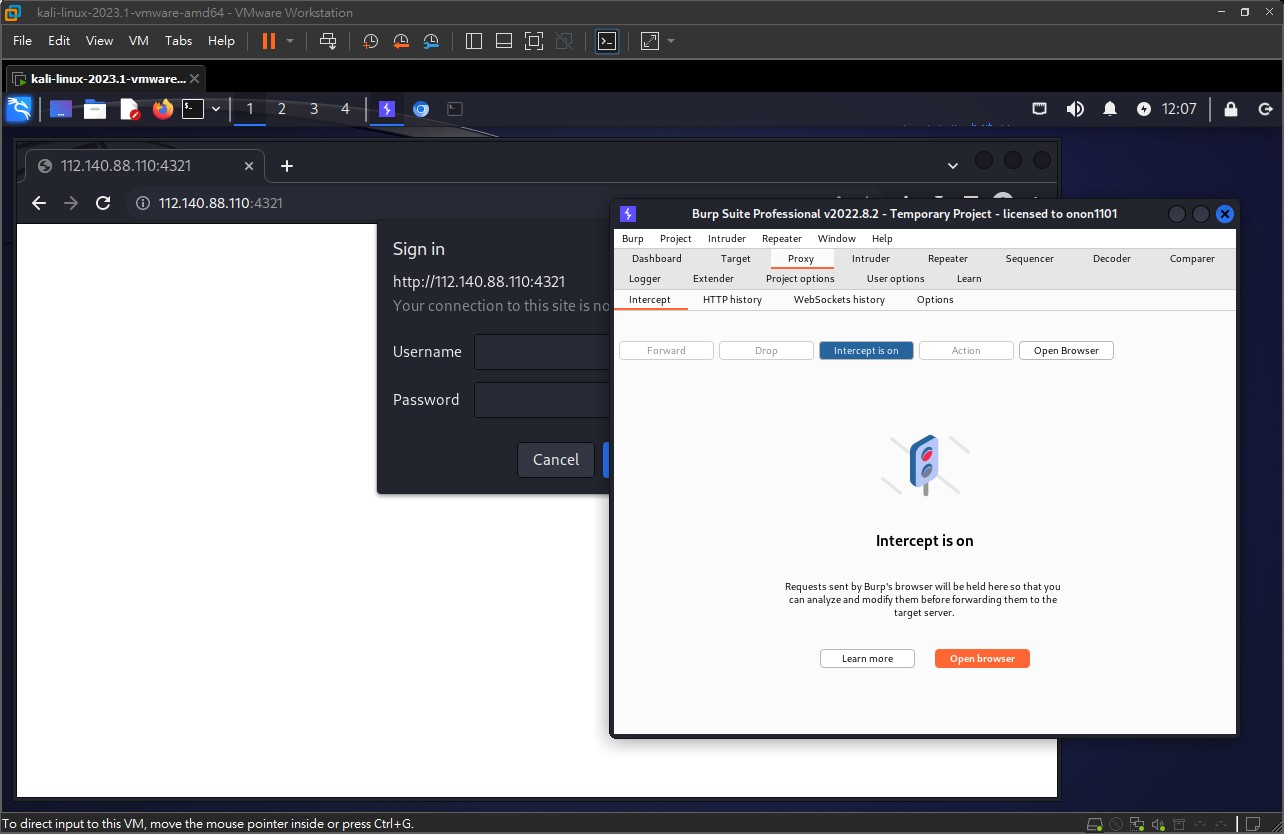 kali-linux-2023.1-vmware-amd64 - VMware Workstation
File Edit View VM Tabs Help
kali-linux-2023.1-vmware...
1 2 3 4 12:07
112.140.88.110:4321
112.140.88.110:4321
Sign in
http://112.140.88.110:4321
Your connection to this site is no
Username
Password
Cancel
Burp Suite Professional v2022.8.2 - Temporary Project - licensed to onon1101
Burp Project Intruder Repeater Window Help
Dashboard Target Proxy Intruder Repeater Sequencer Decoder Comparer
Logger Extender Project options User options Learn
Intercept HTTP history WebSockets history Options
Forward Drop Intercept is on Action Open Browser
Intercept is on
Requests sent by Burp's browser will be held here so that you
can analyze and modify them before forwarding them to the
target server.
Learn more Open browser
To direct input to this VM, move the mouse pointer inside or press Ctrl+G.